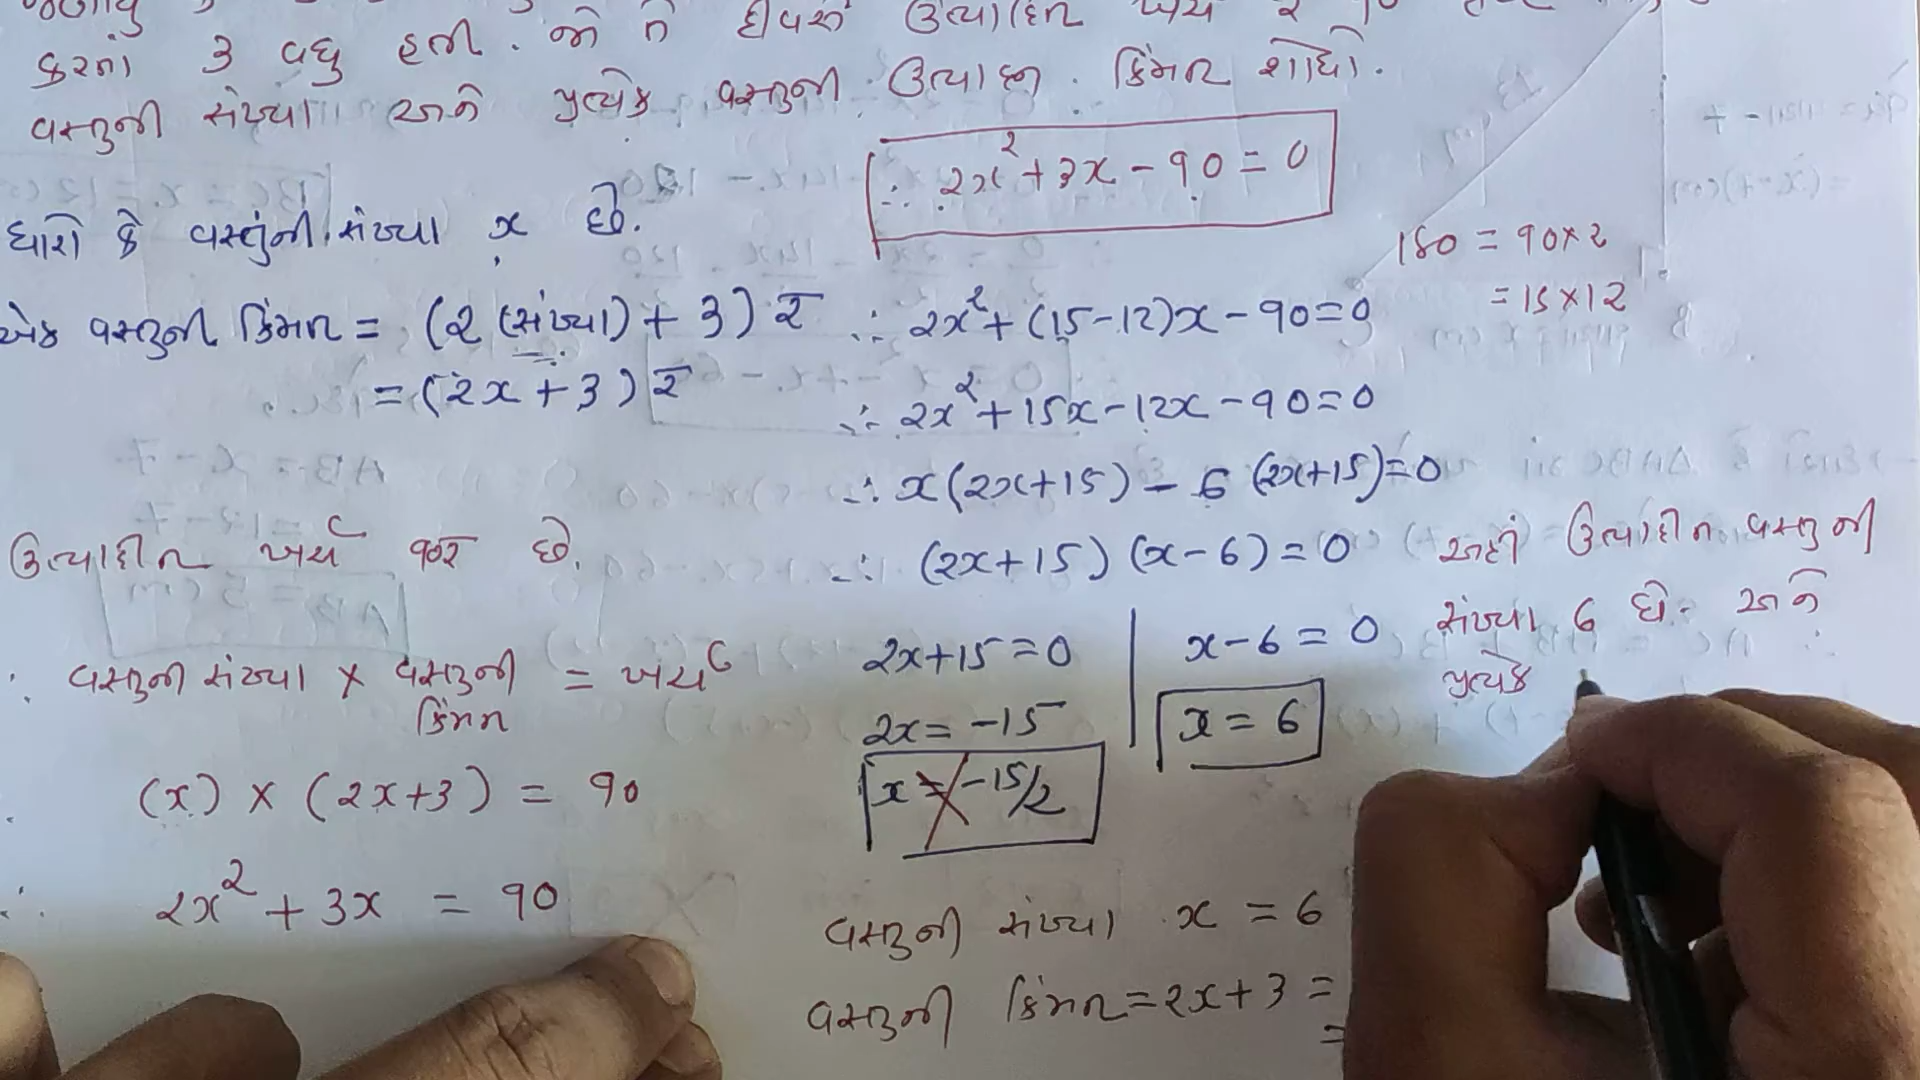 કરતાં 3 વધુ હતી. જો તે દીવસે ઉત્પાદન ખર્ચ ₹ 90
વસ્તુની સંખ્યા અને પ્રત્યેક વસ્તુની ઉત્પાદન કિંમત શોધો.
ધારો કે વસ્તુંની સંખ્યા x છે.
એક વસ્તુની કિંમત = (2 (સંખ્યા) + 3) ₹
= (2x + 3) ₹
ઉત્પાદીત ખર્ચ ૧૦₹ છે.
∴ વસ્તુની સંખ્યા × વસ્તુની કિંમત = ખર્ચ
(x) × (2x+3) = 90
∴ 2x² + 3x = 90
∴ 2x² + 3x - 90 = 0
180 = 90×2
= 15×12
∴ 2x² + (15-12)x - 90 = 0
∴ 2x² + 15x - 12x - 90 = 0
∴ x(2x+15) - 6 (2x+15) = 0
∴ (2x+15) (x-6) = 0
2x+15 = 0
2x = -15
x = -15/2
x-6 = 0
x = 6
વસ્તુની સંખ્યા x = 6
વસ્તુની કિંમત = 2x+3 =
=
અહીં ઉત્પાદીત વસ્તુની
સંખ્યા 6 છે. અને
પ્રત્યેક